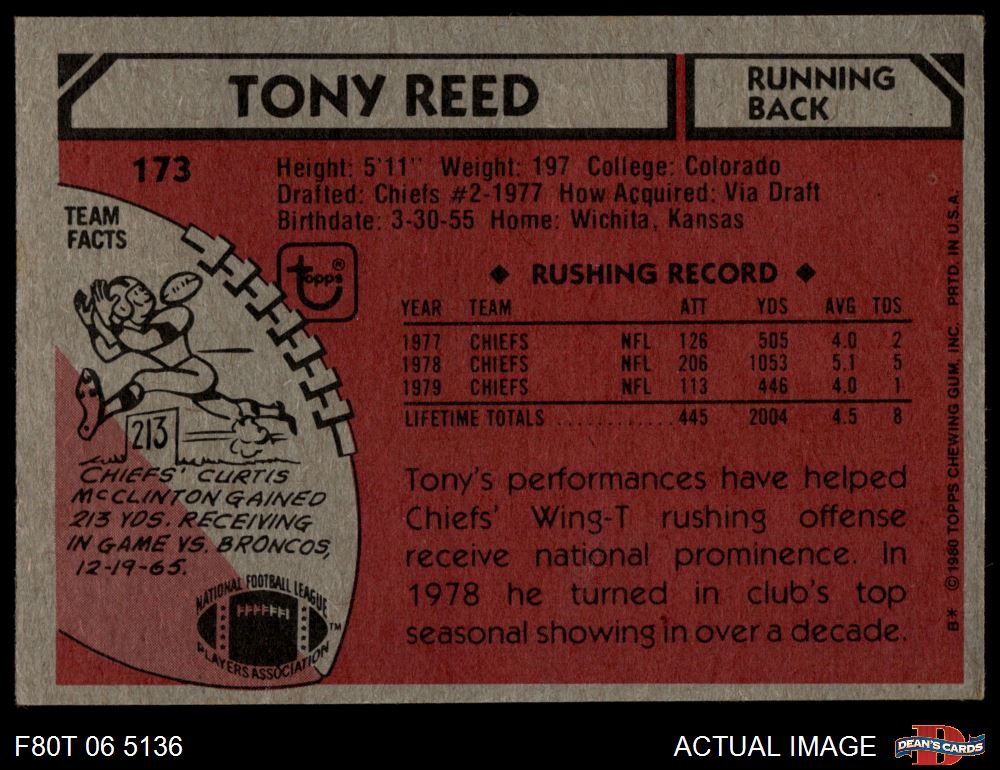 TONY REED
RUNNING
BACK
173
Height: 5'11" Weight: 197 College: Colorado
Drafted: Chiefs #2-1977 How Acquired: Via Draft
Birthdate: 3-30-55 Home: Wichita, Kansas
TEAM
FACTS
topps®
◆ RUSHING RECORD ◆
YEAR TEAM ATT YDS AVG TDS
1977 CHIEFS NFL 126 505 4.0 2
1978 CHIEFS NFL 206 1053 5.1 5
1979 CHIEFS NFL 113 446 4.0 1
LIFETIME TOTALS ............ 445 2004 4.5 8
213
CHIEFS' CURTIS
McCLINTON GAINED
213 YDS. RECEIVING
IN GAME VS. BRONCOS,
12-19-65.
NATIONAL FOOTBALL LEAGUE
PLAYERS ASSOCIATION
™
Tony's performances have helped
Chiefs' Wing-T rushing offense
receive national prominence. In
1978 he turned in club's top
seasonal showing in over a decade.
B* ©1980 TOPPS CHEWING GUM, INC. PRTD. IN U.S.A.
F80T 06 5136
ACTUAL IMAGE
D
DEAN'S CARDS